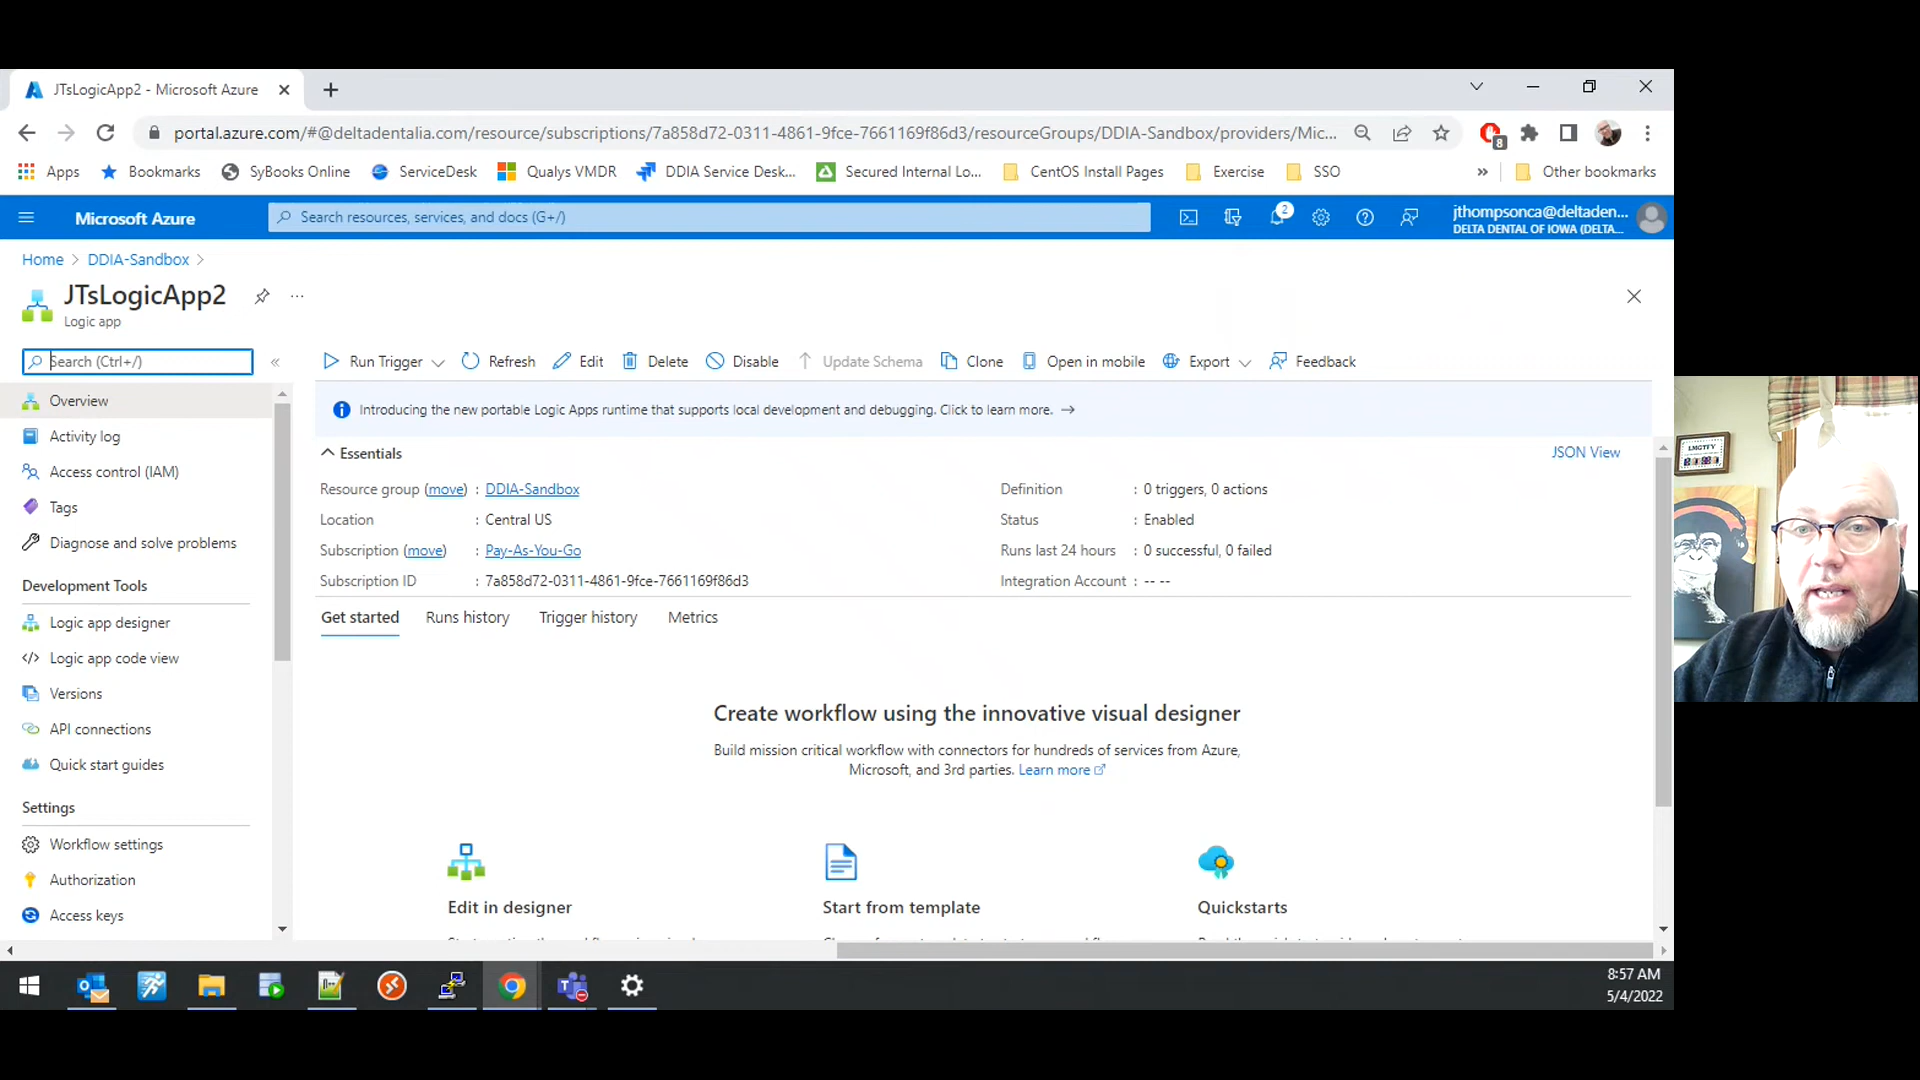 JTsLogicApp2 - Microsoft Azure
portal.azure.com/#@deltadentalia.com/resource/subscriptions/7a858d72-0311-4861-9fce-7661169f86d3/resourceGroups/DDIA-Sandbox/providers/Mic...
8
Apps Bookmarks SyBooks Online ServiceDesk Qualys VMDR DDIA Service Desk... Secured Internal Lo... CentOS Install Pages Exercise SSO » Other bookmarks
Microsoft Azure
Search resources, services, and docs (G+/)
2
jthompsonca@deltaden...
DELTA DENTAL OF IOWA (DELTA...
Home > DDIA-Sandbox >
JTsLogicApp2 ...
Logic app
Search (Ctrl+/) «
Run Trigger Refresh Edit Delete Disable Update Schema Clone Open in mobile Export Feedback
Overview
Activity log
Access control (IAM)
Tags
Diagnose and solve problems
Development Tools
Logic app designer
Logic app code view
Versions
API connections
Quick start guides
Settings
Workflow settings
Authorization
Access keys
Introducing the new portable Logic Apps runtime that supports local development and debugging. Click to learn more. →
Essentials
JSON View
Resource group (move) : DDIA-Sandbox
Location : Central US
Subscription (move) : Pay-As-You-Go
Subscription ID : 7a858d72-0311-4861-9fce-7661169f86d3
Definition : 0 triggers, 0 actions
Status : Enabled
Runs last 24 hours : 0 successful, 0 failed
Integration Account : -- --
Get started Runs history Trigger history Metrics
Create workflow using the innovative visual designer
Build mission critical workflow with connectors for hundreds of services from Azure,
Microsoft, and 3rd parties. Learn more
Edit in designer
Start from template
Quickstarts
8:57 AM
5/4/2022
LMGTFY